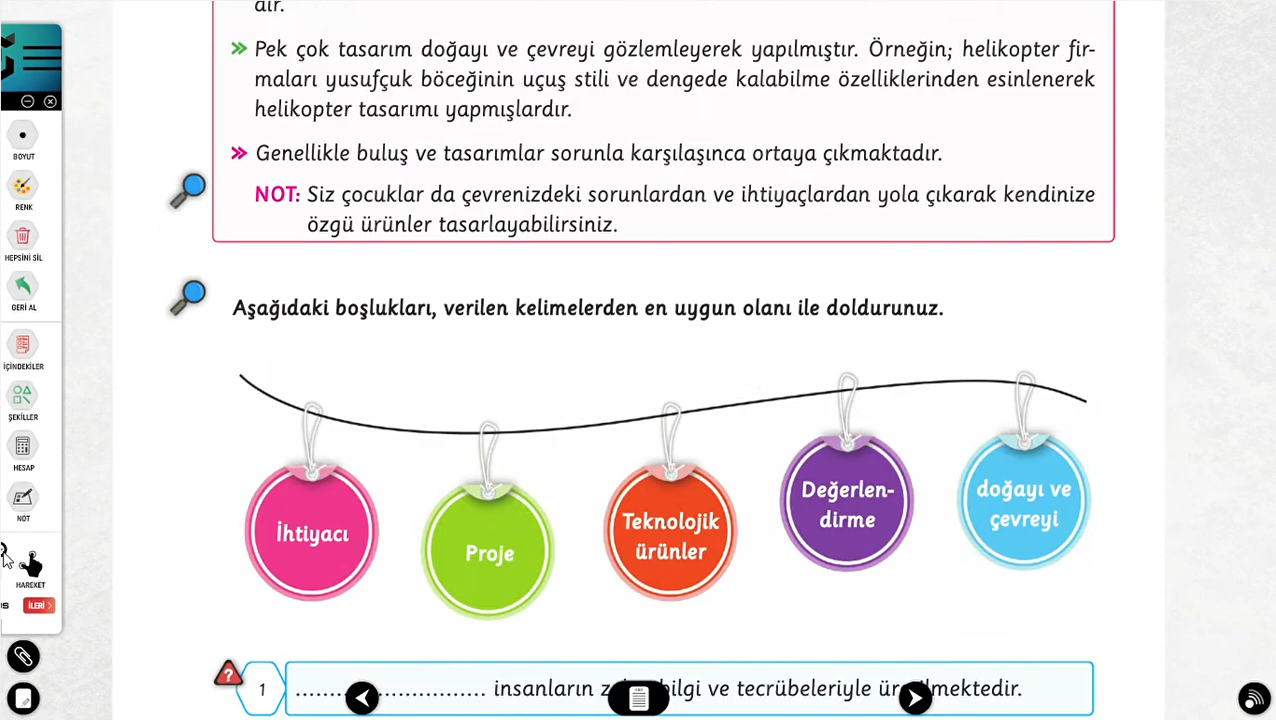 dir.
» Pek çok tasarım doğayı ve çevreyi gözlemleyerek yapılmıştır. Örneğin; helikopter fir-
maları yusufçuk böceğinin uçuş stili ve dengede kalabilme özelliklerinden esinlenerek
helikopter tasarımı yapmışlardır.
» Genellikle buluş ve tasarımlar sorunla karşılaşınca ortaya çıkmaktadır.
NOT: Siz çocuklar da çevrenizdeki sorunlardan ve ihtiyaçlardan yola çıkarak kendinize
özgü ürünler tasarlayabilirsiniz.
Aşağıdaki boşlukları, verilen kelimelerden en uygun olanı ile doldurunuz.
İhtiyacı
Proje
Teknolojik
ürünler
Değerlen-
dirme
doğayı ve
çevreyi
1 ............................ insanların bilgi ve tecrübeleriyle
BOYUT
RENK
HEPSİNİ SİL
GERİ AL
İÇİNDEKİLER
ŞEKİLLER
HESAP
NOT
HAREKET
İLERİ >